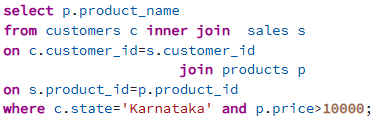 select p.product_name
from customers c inner join  sales s
on c.customer_id=s.customer_id
                      join products p
on s.product_id=p.product_id
where c.state='Karnataka' and p.price>10000;